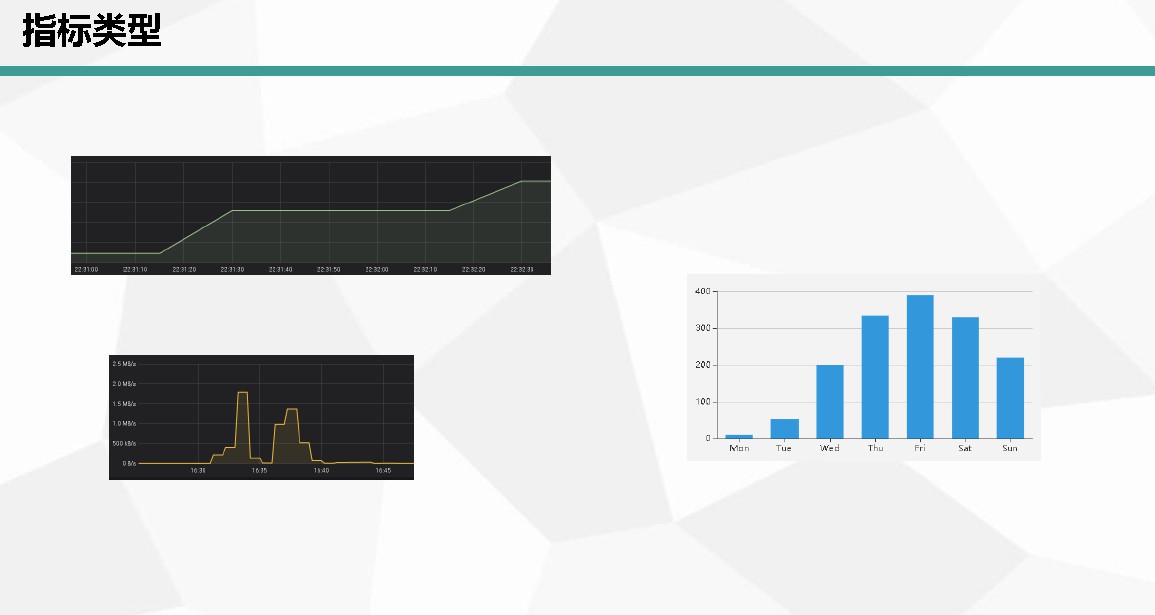 指标类型
22:31:00 22:31:10 22:31:20 22:31:30 22:31:40 22:31:50 22:32:00 22:32:10 22:32:20 22:32:30
2.5 MB/s
2.0 MB/s
1.5 MB/s
1.0 MB/s
500 kB/s
0 B/s
16:30 16:35 16:40 16:45
400
300
200
100
0
Mon Tue Wed Thu Fri Sat Sun